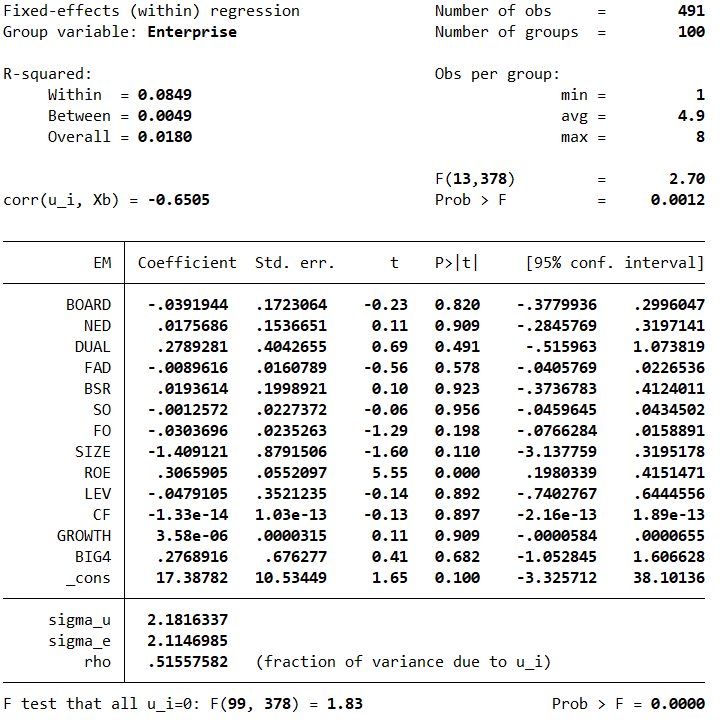 Fixed-effects (within) regression Number of obs = 491
Group variable: Enterprise Number of groups = 100
R-squared: Obs per group:
Within = 0.0849 min = 1
Between = 0.0049 avg = 4.9
Overall = 0.0180 max = 8
F(13,378) = 2.70
corr(u_i, Xb) = -0.6505 Prob > F = 0.0012
EM Coefficient Std. err. t P>|t| [95% conf. interval]
BOARD -.0391944 .1723064 -0.23 0.820 -.3779936 .2996047
NED .0175686 .1536651 0.11 0.909 -.2845769 .3197141
DUAL .2789281 .4042655 0.69 0.491 -.515963 1.073819
FAD -.0089616 .0160789 -0.56 0.578 -.0405769 .0226536
BSR .0193614 .1998921 0.10 0.923 -.3736783 .4124011
SO -.0012572 .0227372 -0.06 0.956 -.0459645 .0434502
FO -.0303696 .0235263 -1.29 0.198 -.0766284 .0158891
SIZE -1.409121 .8791506 -1.60 0.110 -3.137759 .3195178
ROE .3065905 .0552097 5.55 0.000 .1980339 .4151471
LEV -.0479105 .3521235 -0.14 0.892 -.7402767 .6444556
CF -1.33e-14 1.03e-13 -0.13 0.897 -2.16e-13 1.89e-13
GROWTH 3.58e-06 .0000315 0.11 0.909 -.0000584 .0000655
BIG4 .2768916 .676277 0.41 0.682 -1.052845 1.606628
_cons 17.38782 10.53449 1.65 0.100 -3.325712 38.10136
sigma_u 2.1816337
sigma_e 2.1146985
rho .51557582 (fraction of variance due to u_i)
F test that all u_i=0: F(99, 378) = 1.83 Prob > F = 0.0000